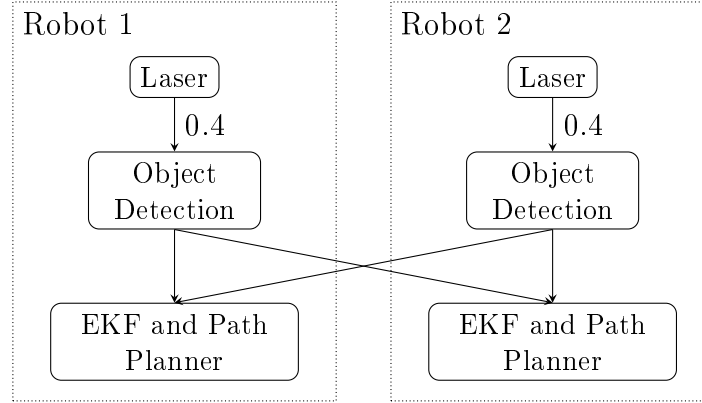 Robot 1
Laser
0.4
Object
Detection
EKF and Path
Planner
Robot 2
Laser
0.4
Object
Detection
EKF and Path
Planner